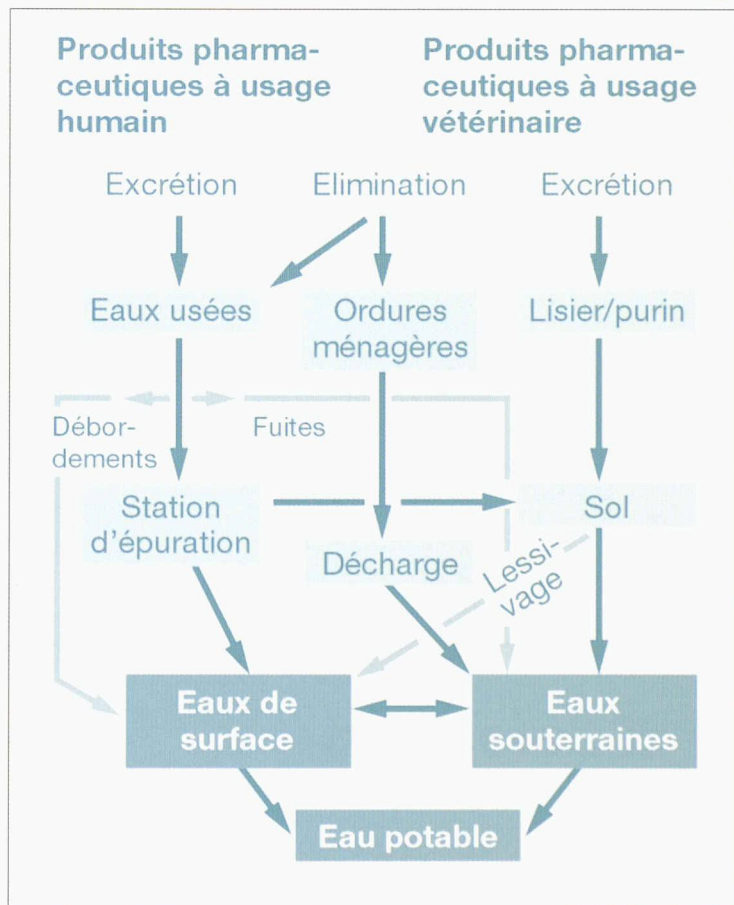 Produits pharma-
ceutiques à usage
humain
Produits pharma-
ceutiques à usage
vétérinaire
Excrétion
Elimination
Excrétion
Eaux usées
Ordures
ménagères
Lisier/purin
Débor-
dements
Fuites
Station
d'épuration
Sol
Décharge
Lessi-
vage
Eaux de
surface
Eaux
souterraines
Eau potable